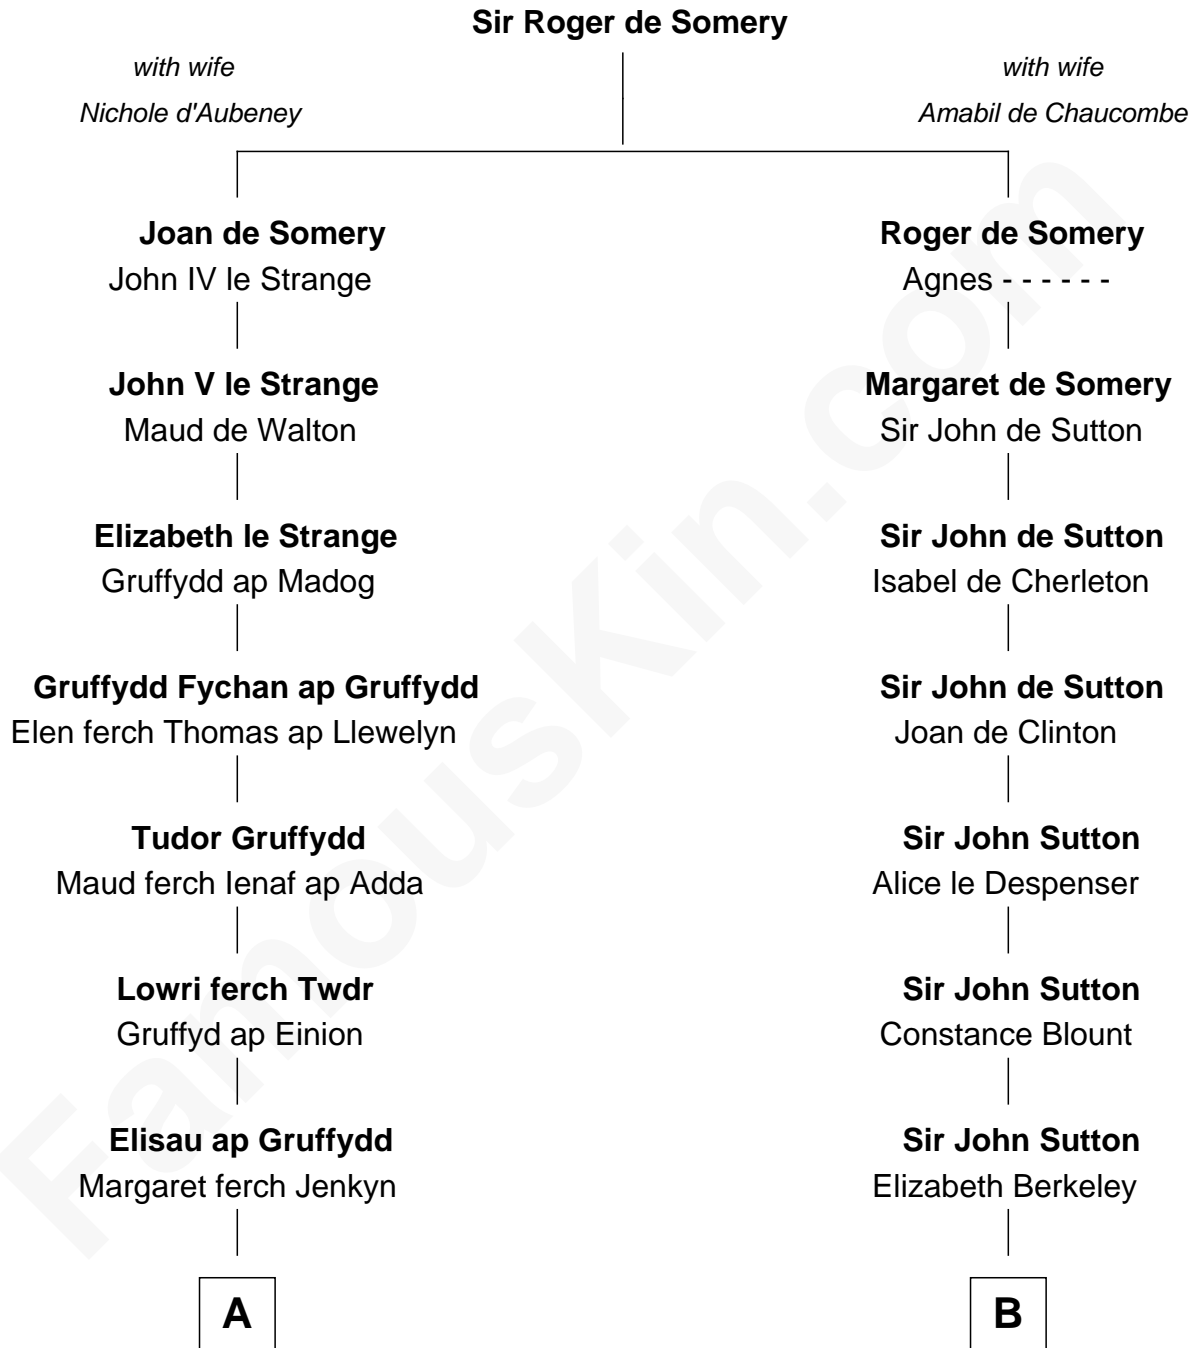 Sir Roger de Somery
with wife
Nichole d'Aubeney
with wife
Amabil de Chaucombe
Joan de Somery
John IV le Strange
John V le Strange
Maud de Walton
Elizabeth le Strange
Gruffydd ap Madog
Gruffydd Fychan ap Gruffydd
Elen ferch Thomas ap Llewelyn
Tudor Gruffydd
Maud ferch Ienaf ap Adda
Lowri ferch Twdr
Gruffyd ap Einion
Elisau ap Gruffydd
Margaret ferch Jenkyn
A
Roger de Somery
Agnes - - - - - -
Margaret de Somery
Sir John de Sutton
Sir John de Sutton
Isabel de Cherleton
Sir John de Sutton
Joan de Clinton
Sir John Sutton
Alice le Despenser
Sir John Sutton
Constance Blount
Sir John Sutton
Elizabeth Berkeley
B
FamousKin.com